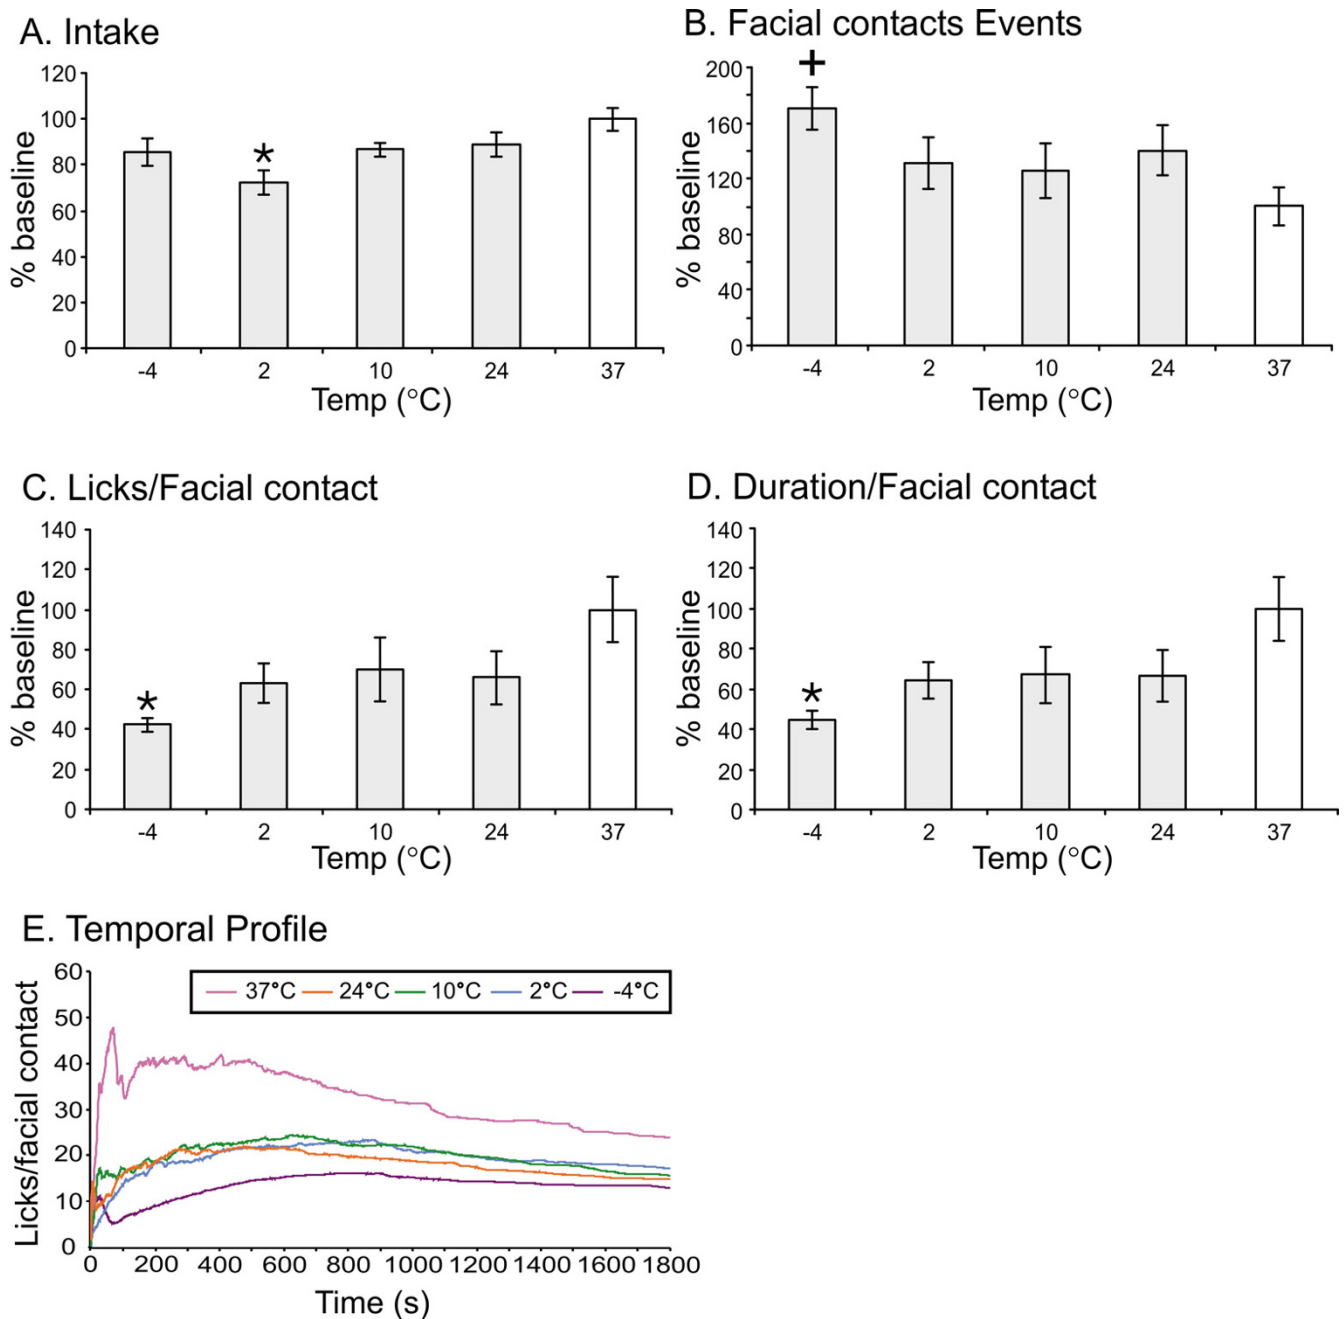 A. Intake
% baseline
120
100
80
60
40
20
0
*
-4 2 10 24 37
Temp (°C)
B. Facial contacts Events
% baseline
200
160
120
80
40
0
+
-4 2 10 24 37
Temp (°C)
C. Licks/Facial contact
% baseline
140
120
100
80
60
40
20
0
*
-4 2 10 24 37
Temp (°C)
D. Duration/Facial contact
% baseline
140
120
100
80
60
40
20
0
*
-4 2 10 24 37
Temp (°C)
E. Temporal Profile
Licks/facial contact
60
50
40
30
20
10
0
37°C 24°C 10°C 2°C -4°C
0 200 400 600 800 1000 1200 1400 1600 1800
Time (s)